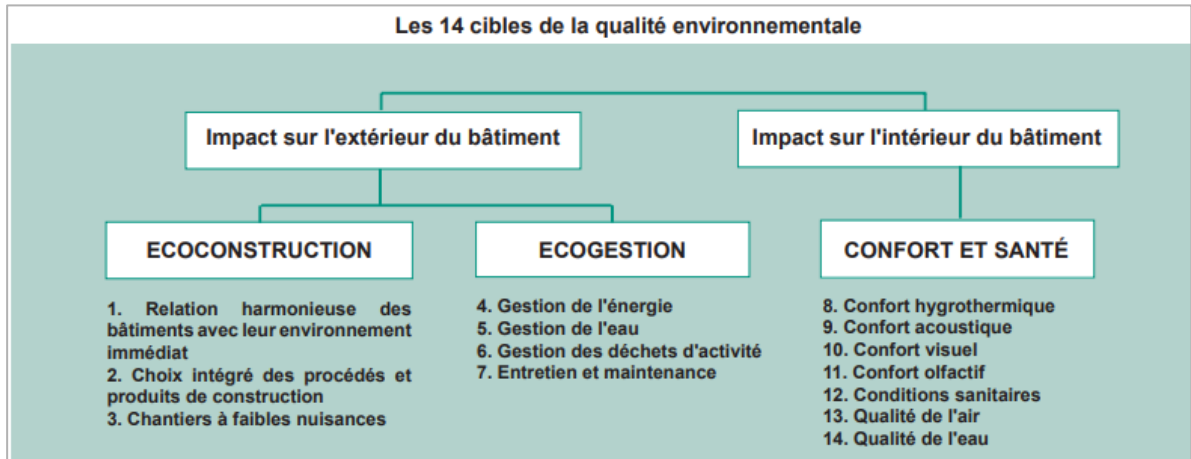 Les 14 cibles de la qualité environnementale
Impact sur l'extérieur du bâtiment
Impact sur l'intérieur du bâtiment
ECOCONSTRUCTION
ECOGESTION
CONFORT ET SANTÉ
1. Relation harmonieuse des
bâtiments avec leur environnement
immédiat
2. Choix intégré des procédés et
produits de construction
3. Chantiers à faibles nuisances
4. Gestion de l'énergie
5. Gestion de l'eau
6. Gestion des déchets d'activité
7. Entretien et maintenance
8. Confort hygrothermique
9. Confort acoustique
10. Confort visuel
11. Confort olfactif
12. Conditions sanitaires
13. Qualité de l'air
14. Qualité de l'eau